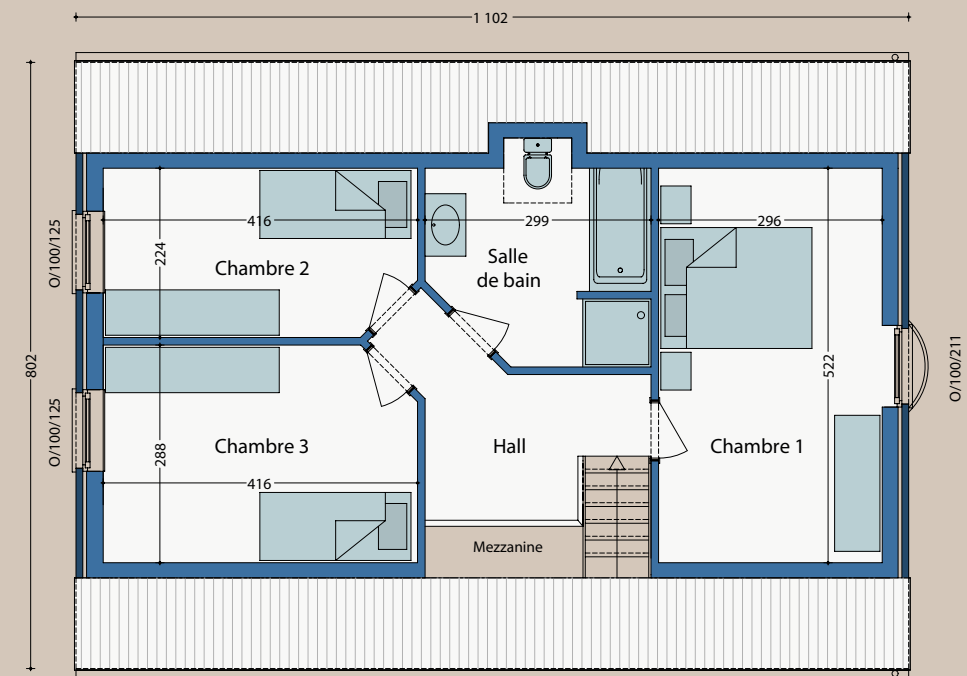 1 102
O/100/125
416
224
299
296
Chambre 2
Salle
de bain
802
522
O/100/211
O/100/125
288
Chambre 3
Hall
Chambre 1
416
Mezzanine